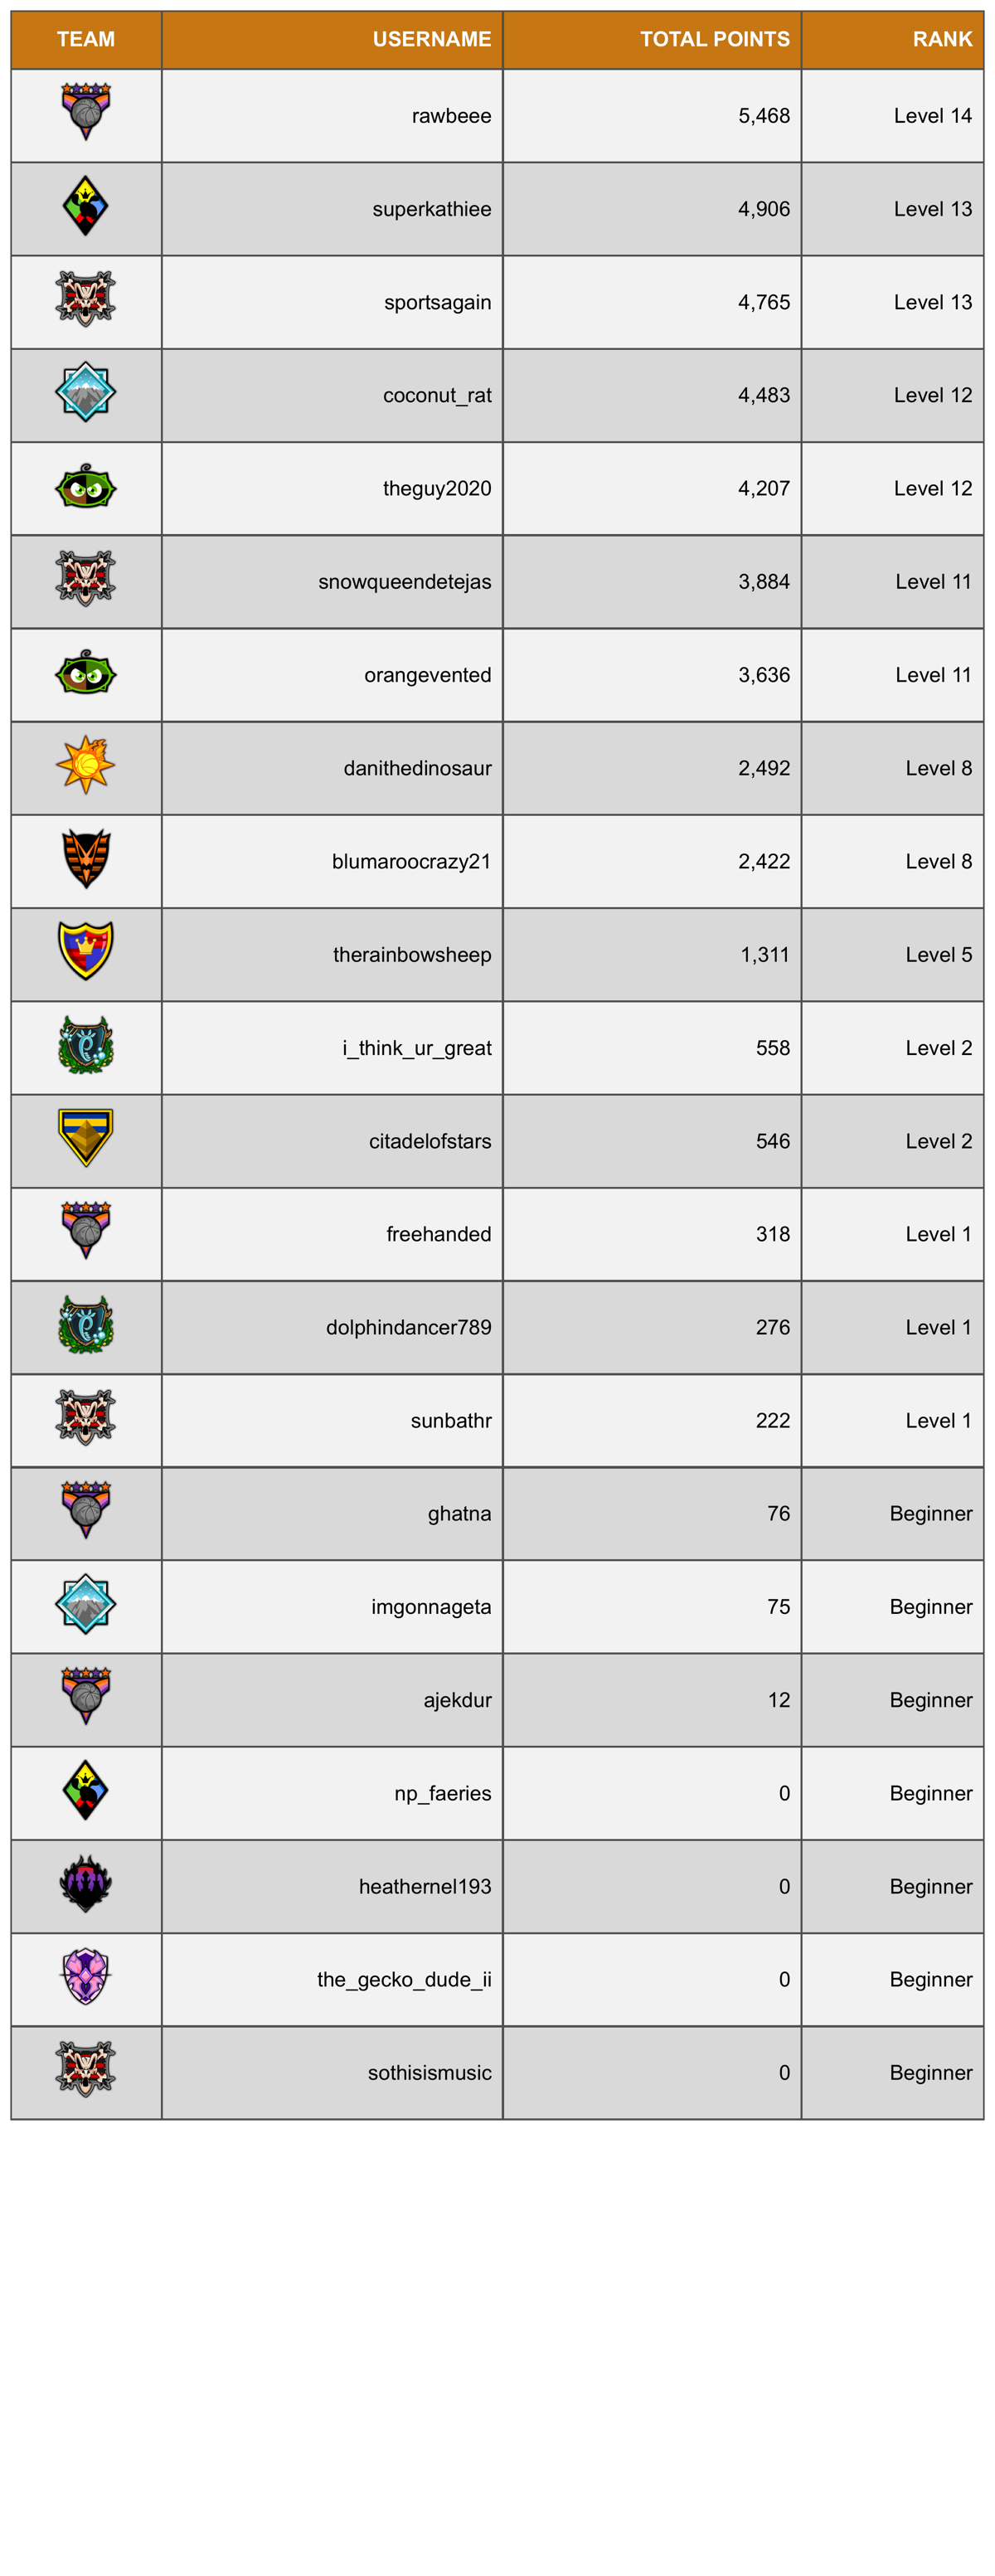 TEAM USERNAME TOTAL POINTS RANK
rawbeee 5,468 Level 14
superkathiee 4,906 Level 13
sportsagain 4,765 Level 13
coconut_rat 4,483 Level 12
theguy2020 4,207 Level 12
snowqueendetejas 3,884 Level 11
orangevented 3,636 Level 11
danithedinosaur 2,492 Level 8
blumaroocrazy21 2,422 Level 8
therainbowsheep 1,311 Level 5
i_think_ur_great 558 Level 2
citadelofstars 546 Level 2
freehanded 318 Level 1
dolphindancer789 276 Level 1
sunbathr 222 Level 1
ghatna 76 Beginner
imgonnageta 75 Beginner
ajekdur 12 Beginner
np_faeries 0 Beginner
heathernel193 0 Beginner
the_gecko_dude_ii 0 Beginner
sothisismusic 0 Beginner